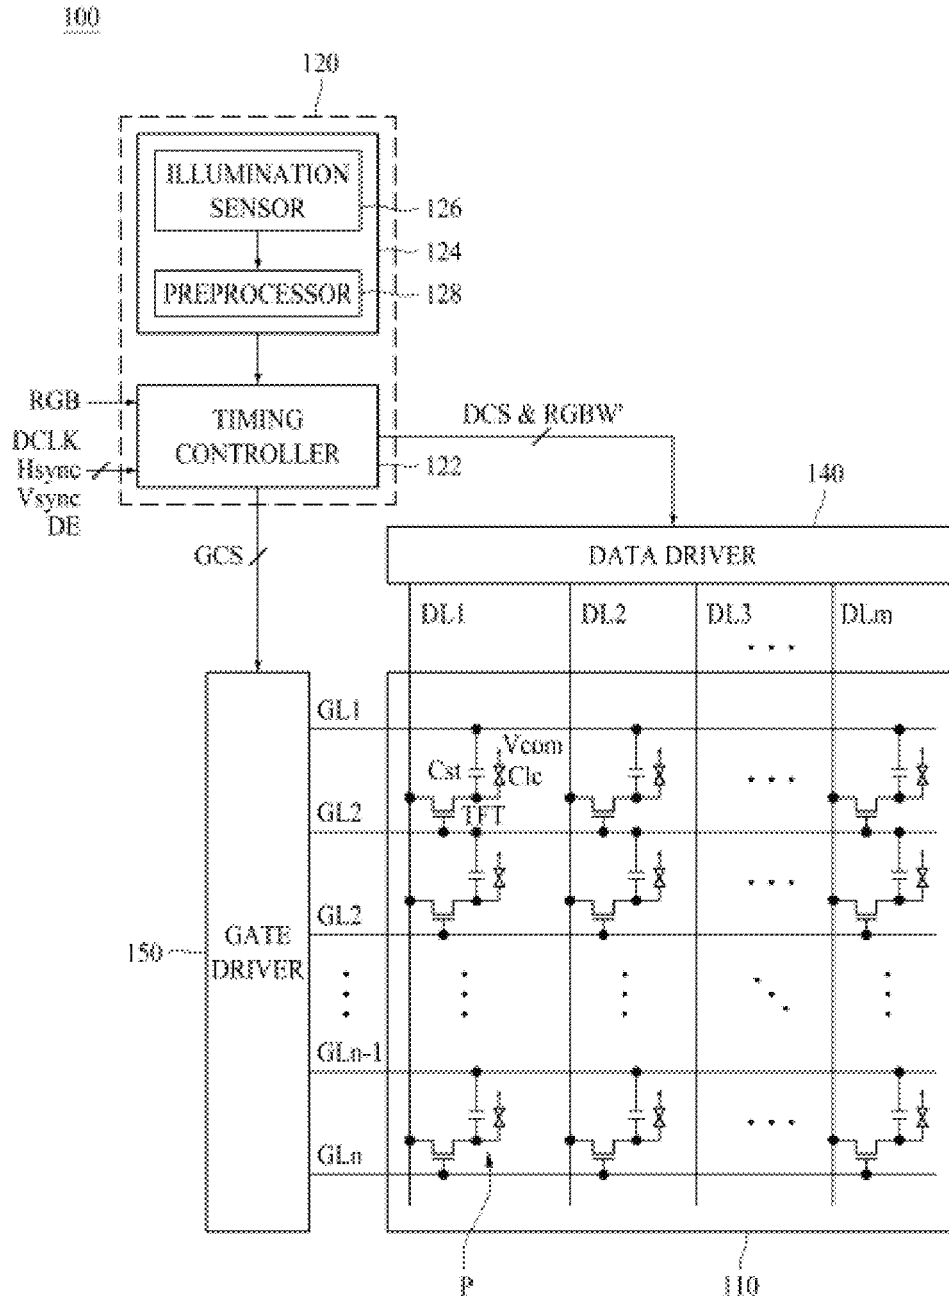 100
120
ILLUMINATION
SENSOR
126
124
PREPROCESSOR
128
RGB
DCLK
Hsync
Vsync
DE
TIMING
CONTROLLER
122
DCS & RGBW'
140
GCS
DATA DRIVER
DL1 DL2 DL3 DLm
GL1
Vcom
Cst Clc
GL2 TFT
GL2
150
GATE
DRIVER
GLn-1
GLn
P
110